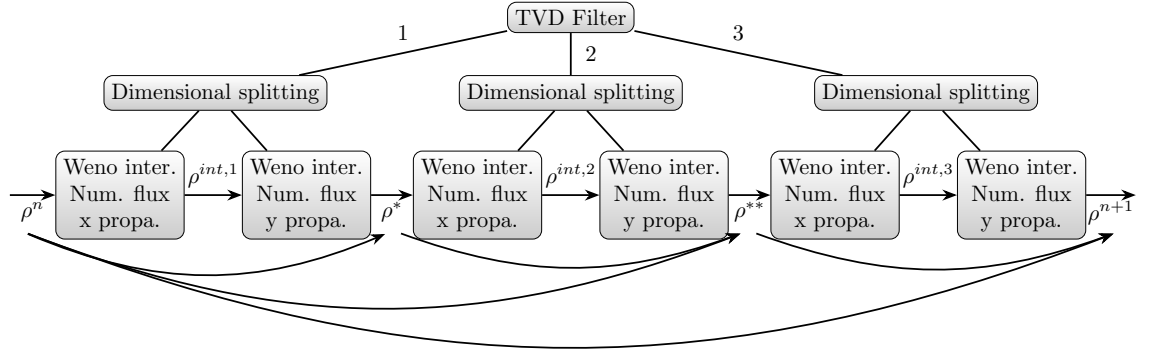 TVD Filter
1
2
3
Dimensional splitting
Dimensional splitting
Dimensional splitting
ρⁿ
Weno inter.
Num. flux
x propa.
ρ^{int,1}
Weno inter.
Num. flux
y propa.
ρ^*
Weno inter.
Num. flux
x propa.
ρ^{int,2}
Weno inter.
Num. flux
y propa.
ρ^{**}
Weno inter.
Num. flux
x propa.
ρ^{int,3}
Weno inter.
Num. flux
y propa.
ρ^{n+1}